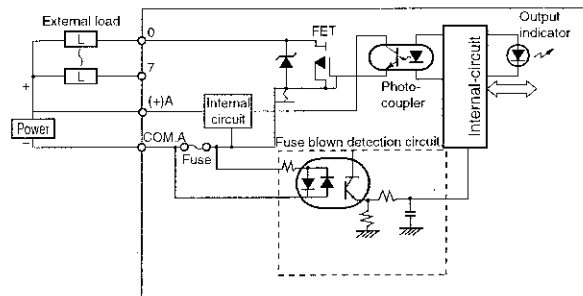 External load
L
0
L
7
+
(+)A
Power
−
COM.A
Fuse
Internal
circuit
FET
Photo-
coupler
Internal-circuit
Output
indicator
Fuse blown detection circuit